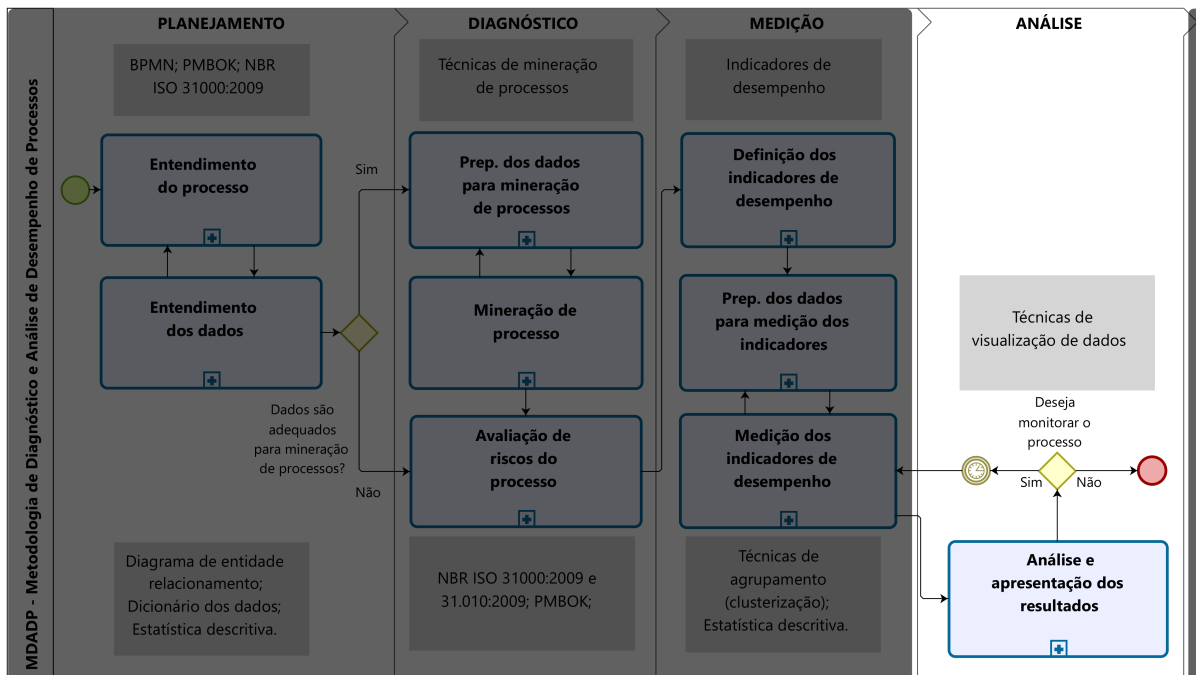 MDADP - Metodologia de Diagnóstico e Análise de Desempenho de Processos
PLANEJAMENTO
BPMN; PMBOK; NBR
ISO 31000:2009
Entendimento
do processo
Entendimento
dos dados
Sim
Dados são
adequados
para mineração
de processos?
Não
Diagrama de entidade
relacionamento;
Dicionário dos dados;
Estatística descritiva.
DIAGNÓSTICO
Técnicas de mineração
de processos
Prep. dos dados
para mineração
de processos
Mineração de
processo
Avaliação de
riscos do
processo
NBR ISO 31000:2009 e
31.010:2009; PMBOK;
MEDIÇÃO
Indicadores de
desempenho
Definição dos
indicadores de
desempenho
Prep. dos dados
para medição dos
indicadores
Medição dos
indicadores de
desempenho
Técnicas de
agrupamento
(clusterização);
Estatística descritiva.
ANÁLISE
Técnicas de
visualização de dados
Deseja
monitorar o
processo
Sim
Não
Análise e
apresentação dos
resultados